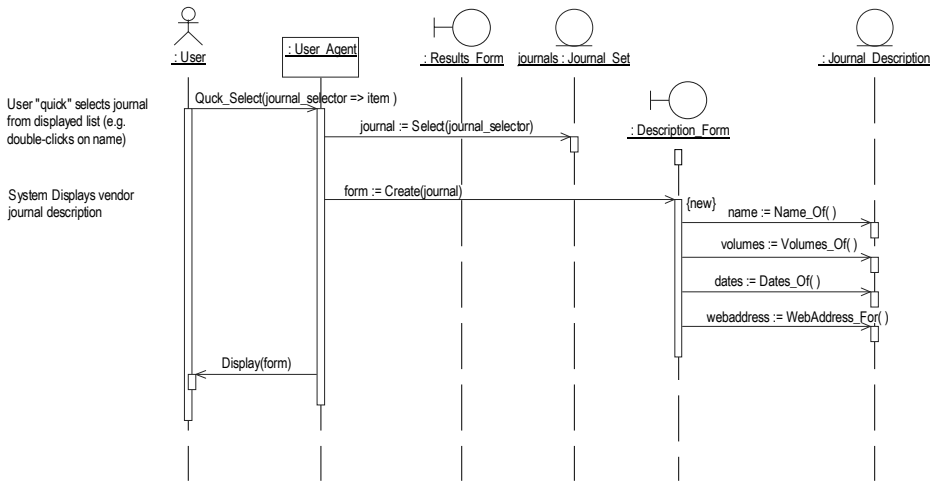 : User
: User_Agent
: Results_Form
journals : Journal_Set
: Journal_Description
: Description_Form
User "quick" selects journal
from displayed list (e.g.
double-clicks on name)
Quck_Select(journal_selector => item )
journal := Select(journal_selector)
System Displays vendor
journal description
form := Create(journal)
{new}
name := Name_Of( )
volumes := Volumes_Of( )
dates := Dates_Of( )
webaddress := WebAddress_For( )
Display(form)